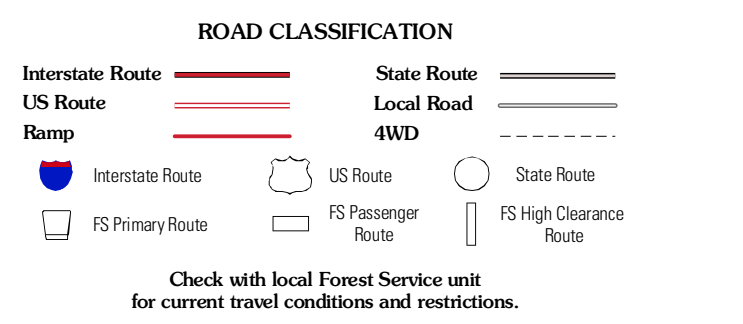 ROAD CLASSIFICATION
Interstate Route
State Route
US Route
Local Road
Ramp
4WD
Interstate Route
US Route
State Route
FS Primary Route
FS Passenger
Route
FS High Clearance
Route
Check with local Forest Service unit
for current travel conditions and restrictions.